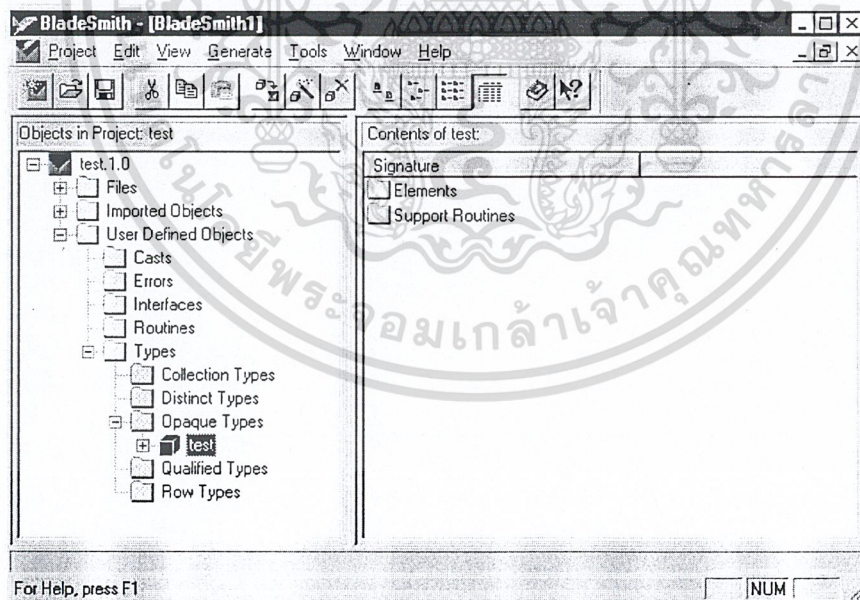 BladeSmith - [BladeSmith1]
Project Edit View Generate Tools Window Help
Objects in Project: test
Contents of test:
test.1.0
Files
Imported Objects
User Defined Objects
Casts
Errors
Interfaces
Routines
Types
Collection Types
Distinct Types
Opaque Types
test
Qualified Types
Row Types
Signature
Elements
Support Routines
For Help, press F1
NUM